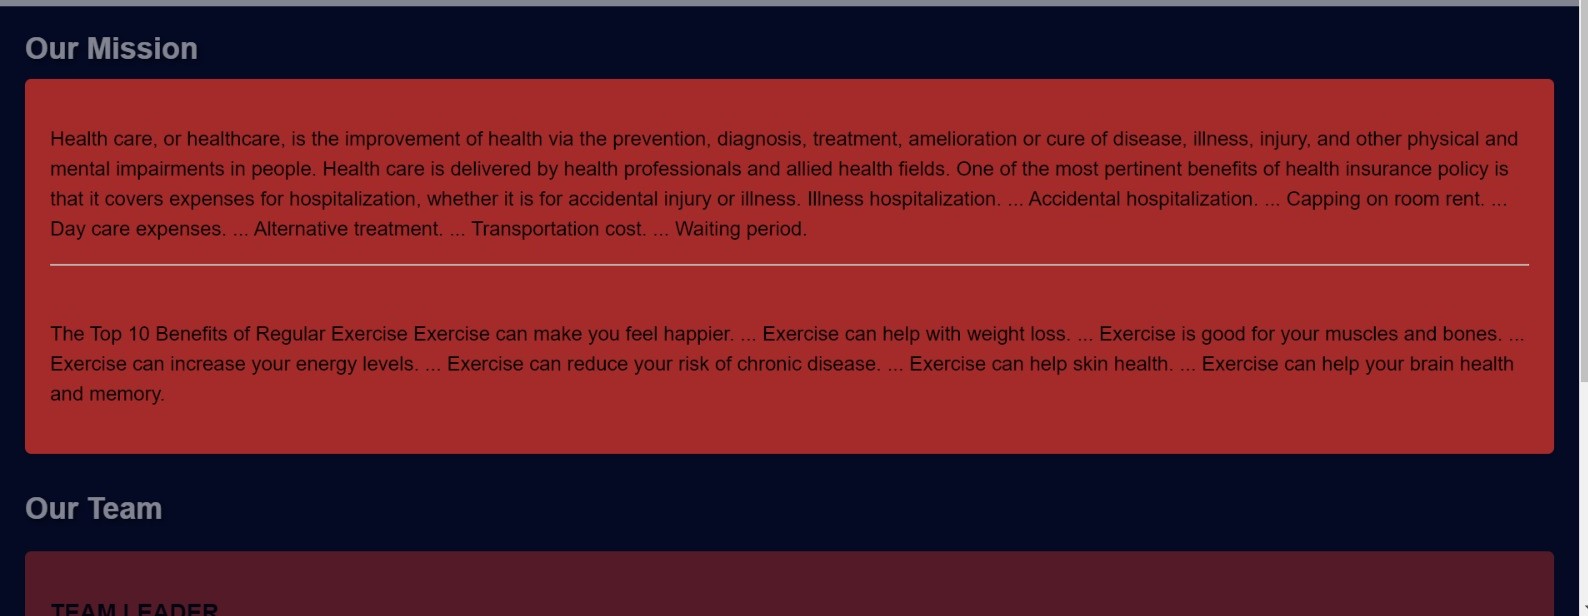 Our Mission
Health care, or healthcare, is the improvement of health via the prevention, diagnosis, treatment, amelioration or cure of disease, illness, injury, and other physical and
mental impairments in people. Health care is delivered by health professionals and allied health fields. One of the most pertinent benefits of health insurance policy is
that it covers expenses for hospitalization, whether it is for accidental injury or illness. Illness hospitalization. ... Accidental hospitalization. ... Capping on room rent. ...
Day care expenses. ... Alternative treatment. ... Transportation cost. ... Waiting period.
The Top 10 Benefits of Regular Exercise Exercise can make you feel happier. ... Exercise can help with weight loss. ... Exercise is good for your muscles and bones. ...
Exercise can increase your energy levels. ... Exercise can reduce your risk of chronic disease. ... Exercise can help skin health. ... Exercise can help your brain health
and memory.
Our Team
TEAM LEADER